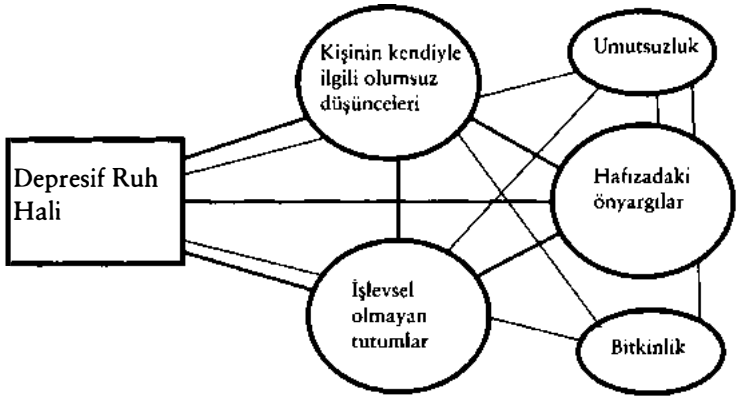 Depresif Ruh
Hali
Kişinin kendiyle
ilgili olumsuz
düşünceleri
İşlevsel
olmayan
tutumlar
Umutsuzluk
Hafızadaki
önyargılar
Bitkinlik